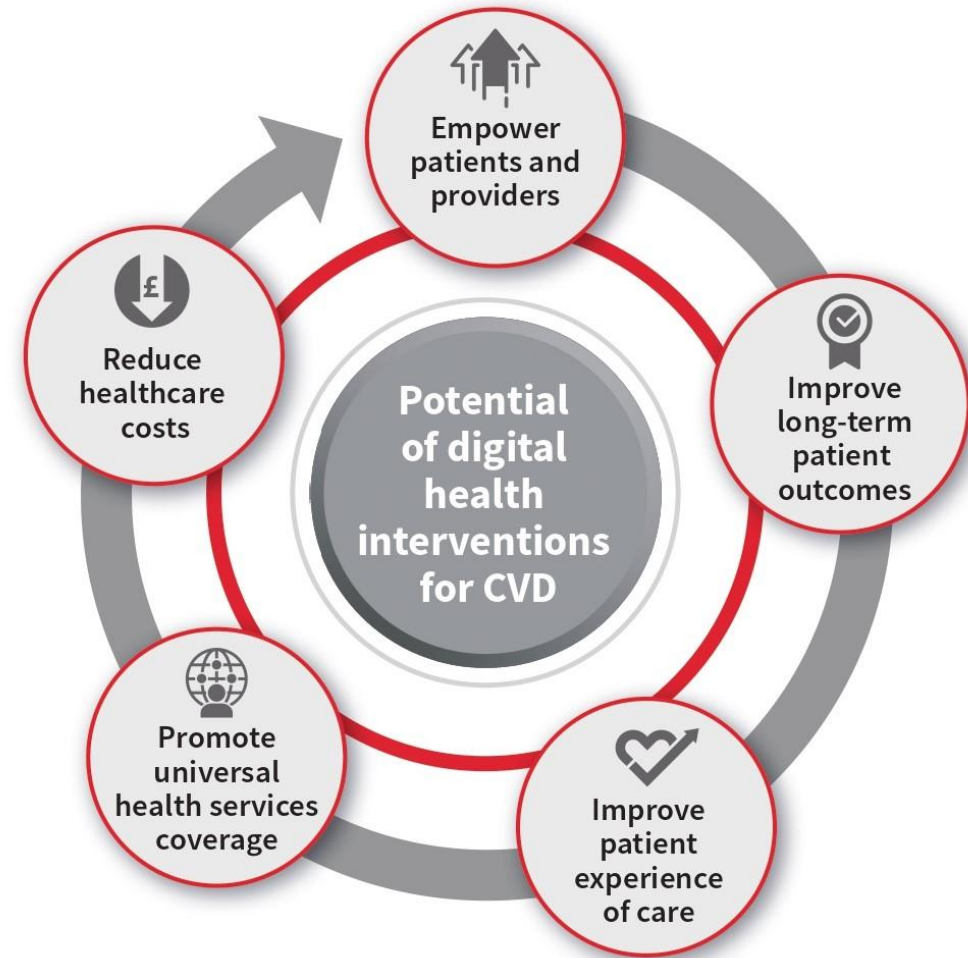 Empower
patients and
providers
Improve
long-term
patient
outcomes
Improve
patient
experience
of care
Promote
universal
health services
coverage
£
Reduce
healthcare
costs
Potential
of digital
health
interventions
for CVD